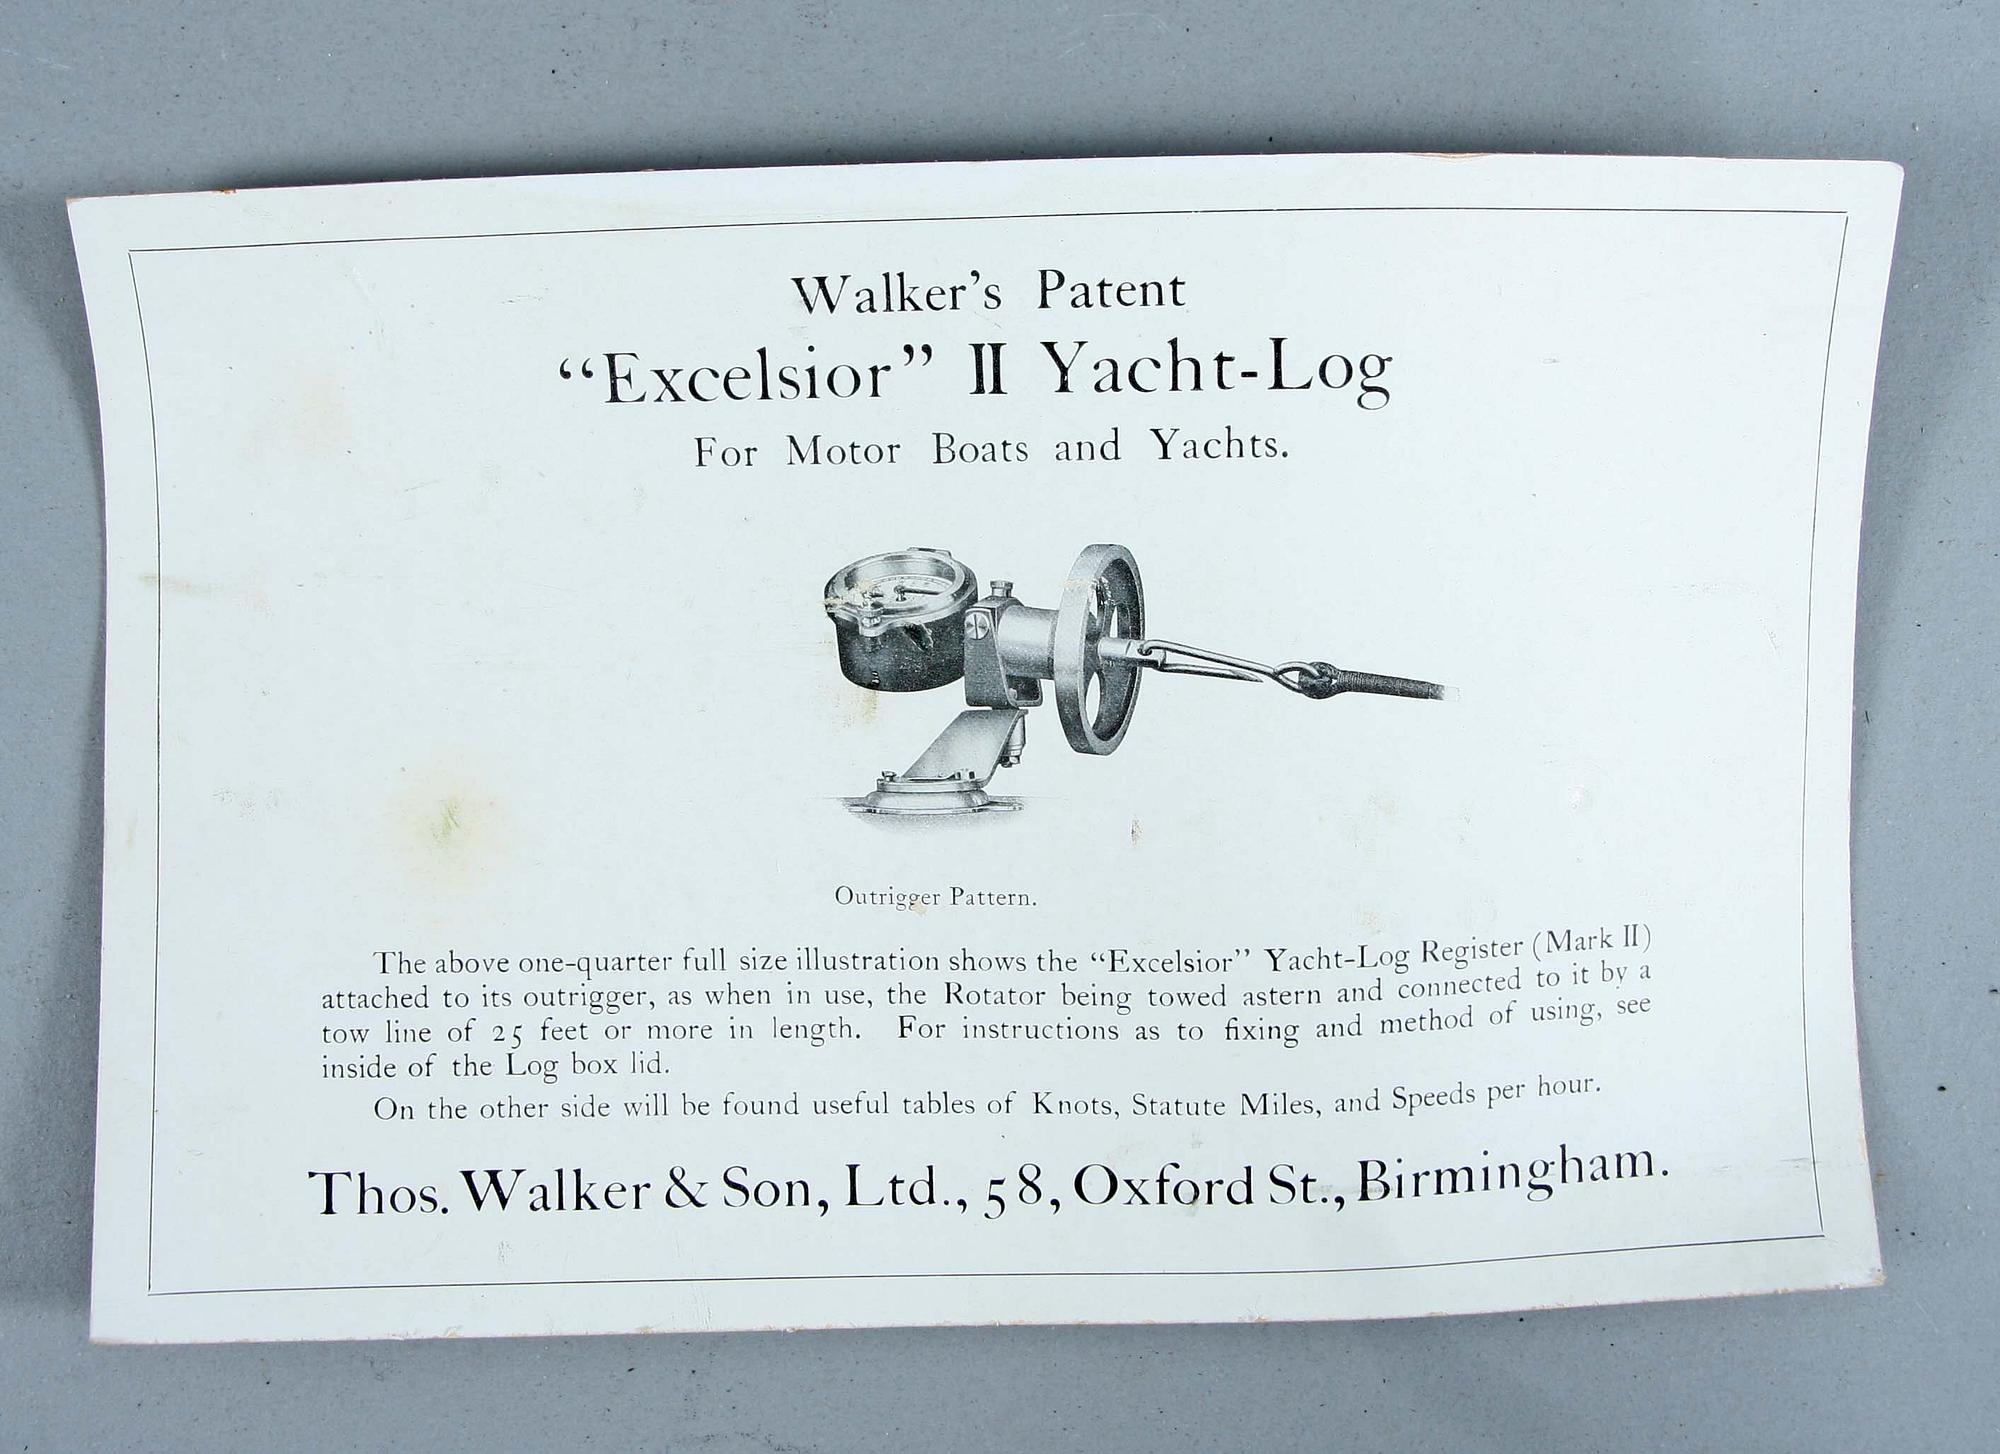 Walker's Patent
“Excelsior” II Yacht-Log
For Motor Boats and Yachts.
Outrigger Pattern.
The above one-quarter full size illustration shows the “Excelsior” Yacht-Log Register (Mark II)
attached to its outrigger, as when in use, the Rotator being towed astern and connected to it by a
tow line of 25 feet or more in length. For instructions as to fixing and method of using, see
inside of the Log box lid.
On the other side will be found useful tables of Knots, Statute Miles, and Speeds per hour.
Thos. Walker & Son, Ltd., 58, Oxford St., Birmingham.